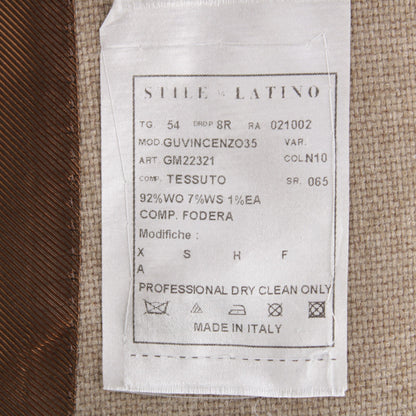 STILE LATINO
TG. 54 DROP 8R RA 021002
MOD. GUVINCENZO35 VAR.
ART. GM22321 COL. N10
COMP. TESSUTO SR. 065
92%WO 7%WS 1%EA
COMP. FODERA
Modifiche :
X S H F
A
PROFESSIONAL DRY CLEAN ONLY
MADE IN ITALY